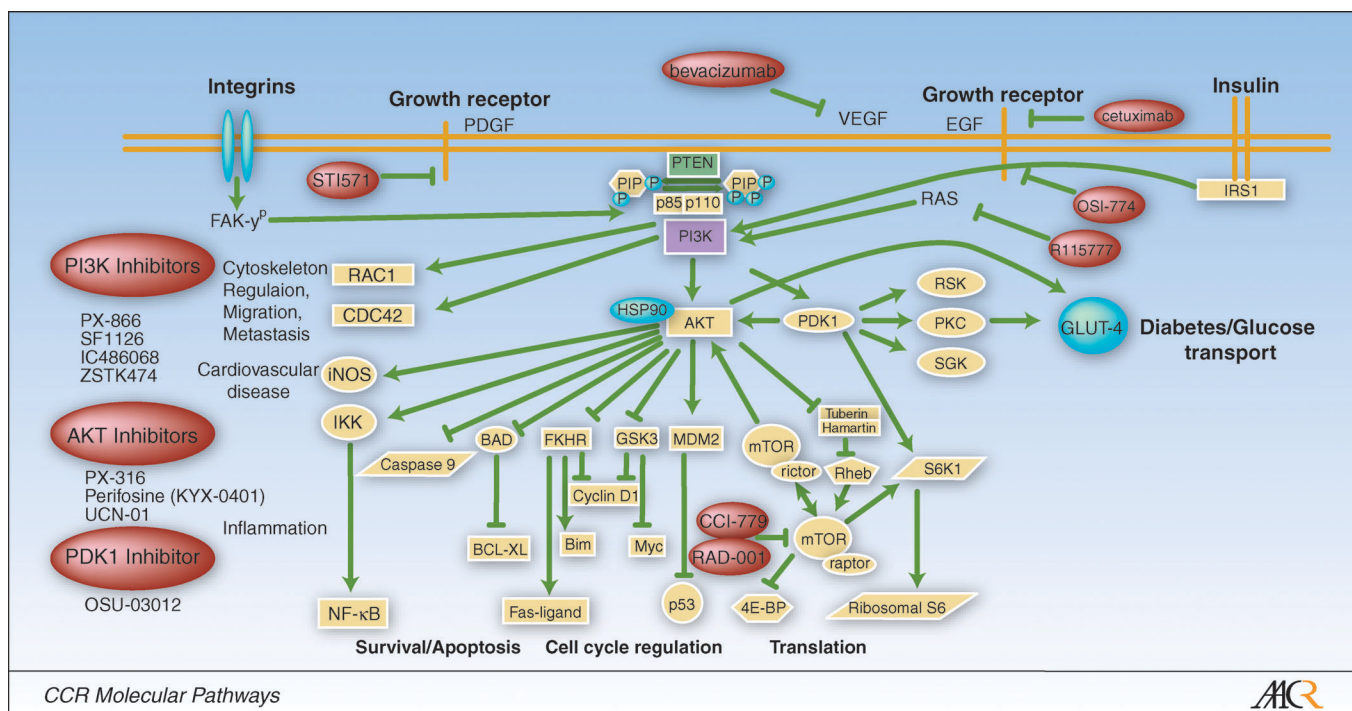 bevacizumab
Integrins
Growth receptor
PDGF
VEGF
Growth receptor
EGF
Insulin
cetuximab
STI571
PTEN
PIP
P
P
PIP
P
P
P
p85
p110
PI3K
RAS
IRS1
OSI-774
R115777
FAK-yᵖ
PI3K Inhibitors
PX-866
SF1126
IC486068
ZSTK474
Cytoskeleton
Regulaion,
Migration,
Metastasis
RAC1
CDC42
HSP90
AKT
PDK1
RSK
PKC
SGK
GLUT-4
Diabetes/Glucose
transport
Cardiovascular
disease
iNOS
IKK
AKT Inhibitors
PX-316
Perifosine (KYX-0401)
UCN-01
Inflammation
PDK1 Inhibitor
OSU-03012
Caspase 9
BAD
FKHR
GSK3
MDM2
mTOR
rictor
Tuberin
Hamartin
Rheb
S6K1
Cyclin D1
BCL-XL
Bim
Myc
CCI-779
RAD-001
mTOR
raptor
NF-κB
Fas-ligand
p53
4E-BP
Ribosomal S6
Survival/Apoptosis
Cell cycle regulation
Translation
CCR Molecular Pathways
AACR